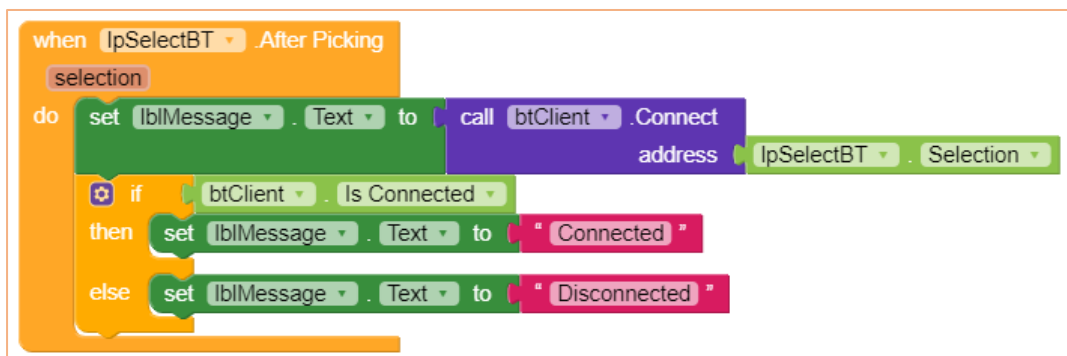 when lpSelectBT .After Picking
selection
do set lblMessage . Text to call btClient .Connect
address lpSelectBT . Selection
if btClient . Is Connected
then set lblMessage . Text to " Connected "
else set lblMessage . Text to " Disconnected "